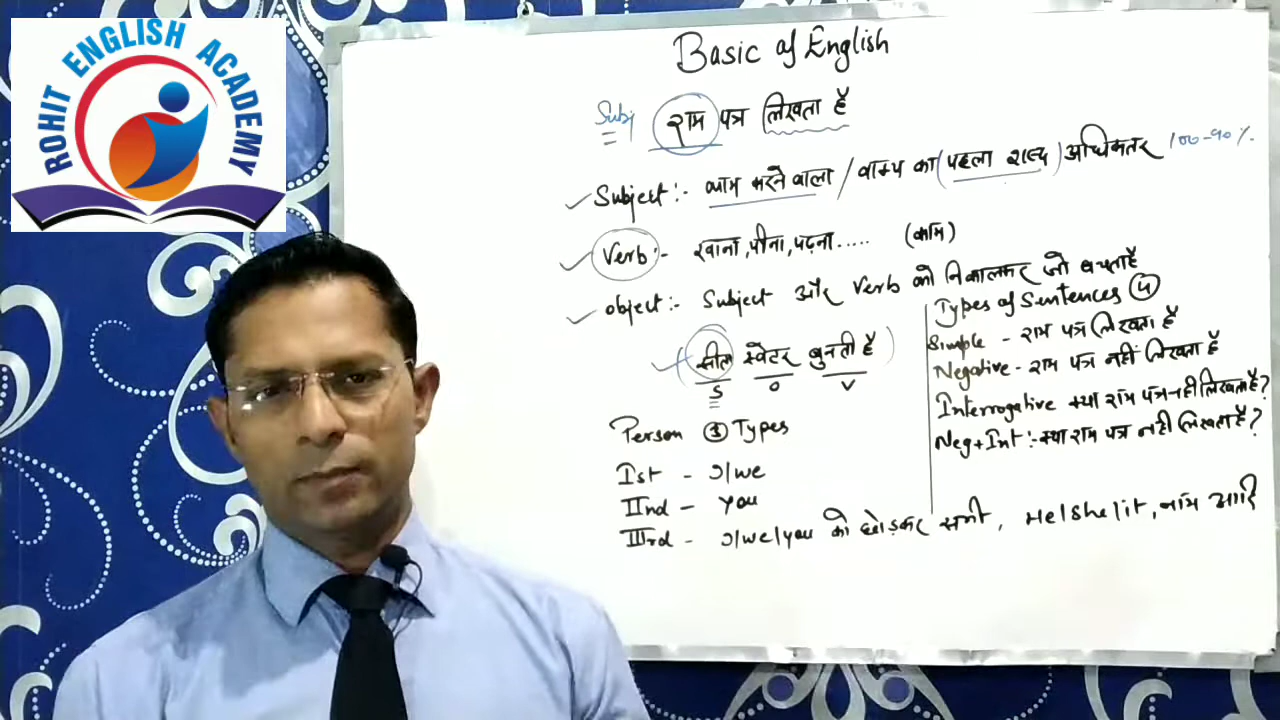 ROHIT ENGLISH ACADEMY
Basic of English
Subj राम पत्र लिखता है
Subject :- काम करने वाला / वाक्य का (पहला शब्द) अधिकतर 100-90%.
Verb :- खाना, पीना, पढ़ना ..... (काम)
object :- Subject और Verb को निकालकर जो बचता है
(सीता स्वेटर बुनती है)
S O V
Person ③ Types
Ist - I/we
IInd - You
IIIrd - I/we/you को छोड़कर सभी, He/She/it, नाम आदि
Types of Sentences ④
Simple - राम पत्र लिखता है
Negative - राम पत्र नहीं लिखता है
Interrogative क्या राम पत्र नही लिखता है?
Neg+Int :- क्या राम पत्र नही लिखता है?